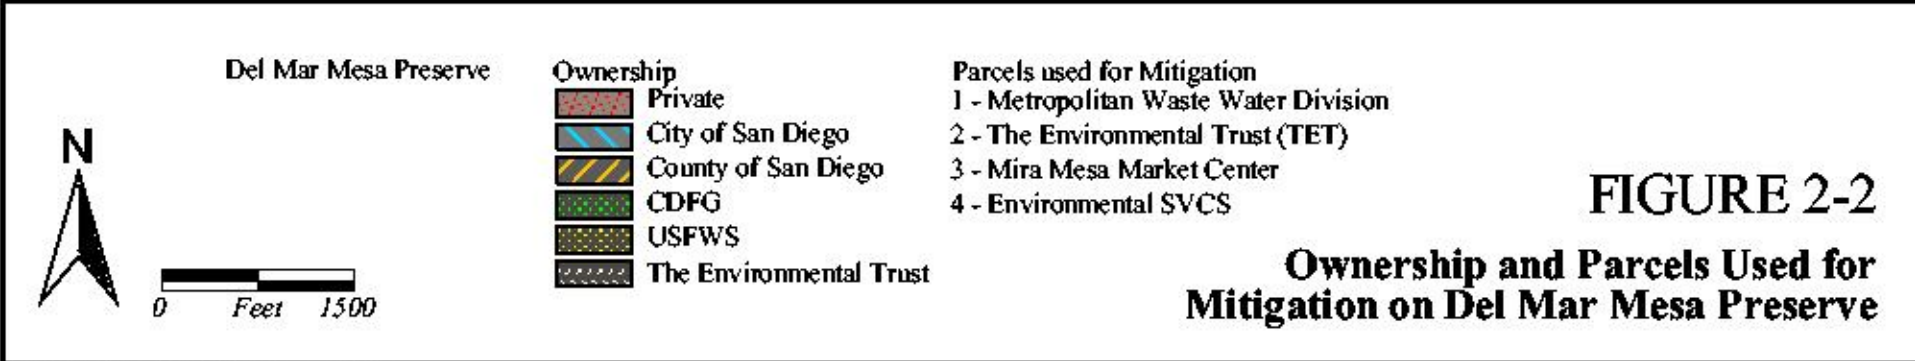 Del Mar Mesa Preserve
Ownership
Private
City of San Diego
County of San Diego
CDFG
USFWS
The Environmental Trust
Parcels used for Mitigation
1 - Metropolitan Waste Water Division
2 - The Environmental Trust (TET)
3 - Mira Mesa Market Center
4 - Environmental SVCS
N
0 Feet 1500
FIGURE 2-2
Ownership and Parcels Used for
Mitigation on Del Mar Mesa Preserve